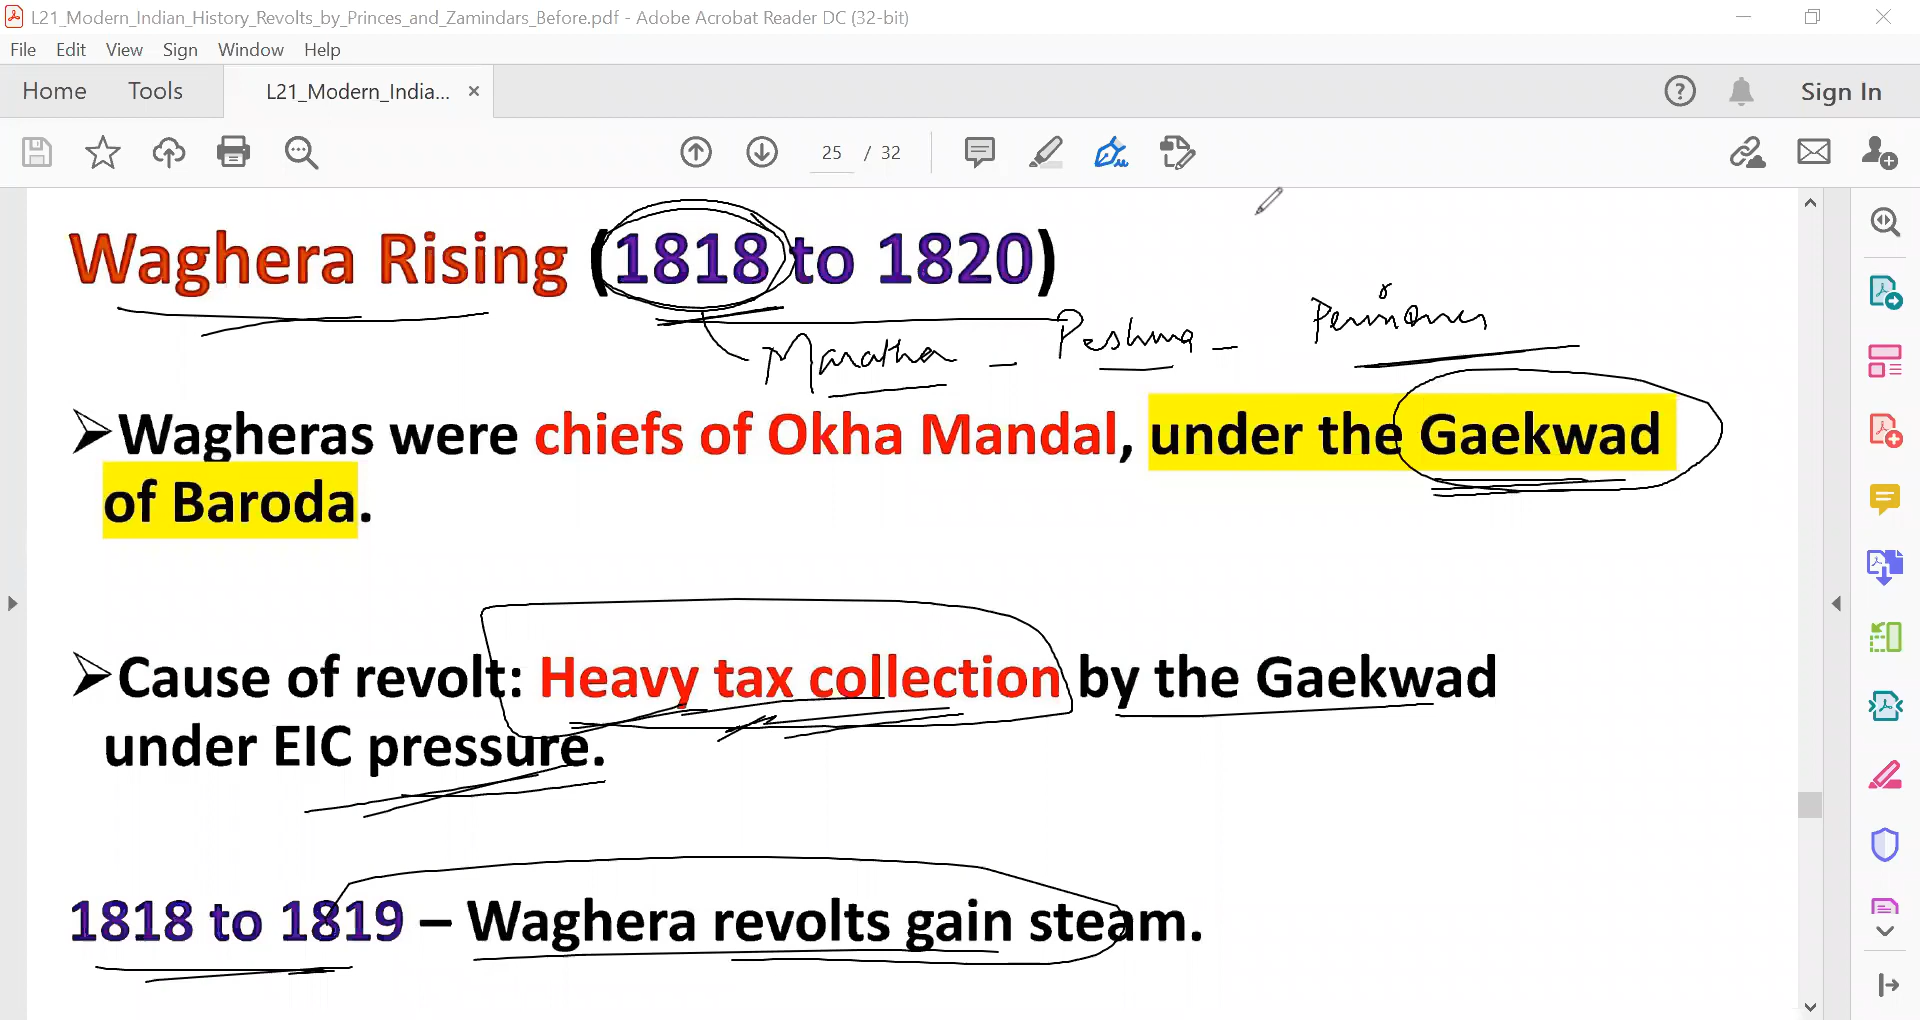 L21_Modern_Indian_History_Revolts_by_Princes_and_Zamindars_Before.pdf - Adobe Acrobat Reader DC (32-bit)
File Edit View Sign Window Help
Home Tools L21_Modern_India... × Sign In
25 / 32
Waghera Rising (1818 to 1820)
Maratha - Peshwa -
➢Wagheras were chiefs of Okha Mandal, under the Gaekwad
of Baroda.
➢Cause of revolt: Heavy tax collection by the Gaekwad
under EIC pressure.
1818 to 1819 – Waghera revolts gain steam.